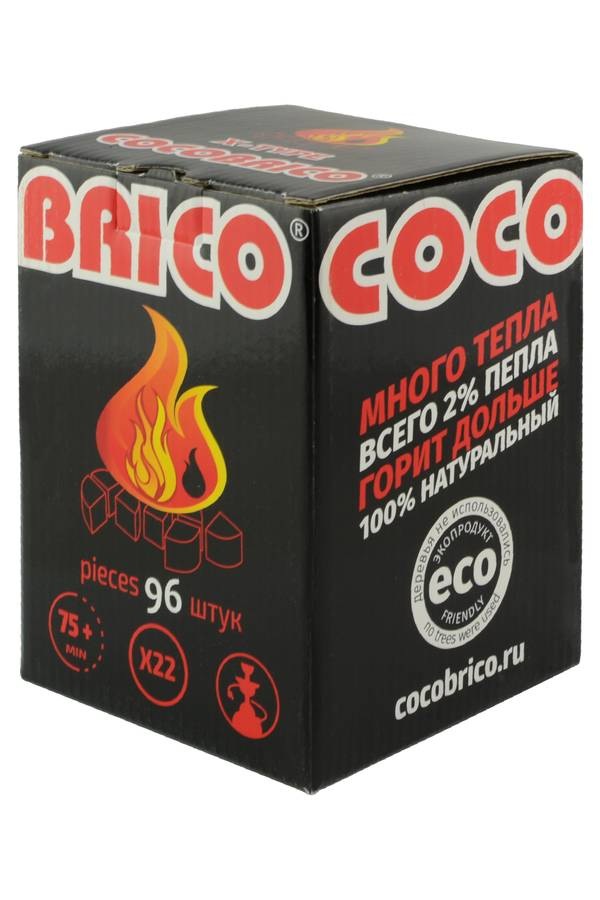 X-TYPE
COCOBRICO
BRICO®
COCO
pieces 96 штук
75+
MIN
X22
МНОГО ТЕПЛА
ВСЕГО 2% ПЕПЛА
ГОРИТ ДОЛЬШЕ
100% НАТУРАЛЬНЫЙ
деревья не использовались
ЭКОПРОДУКТ
eco
FRIENDLY
no trees were used
cocobrico.ru